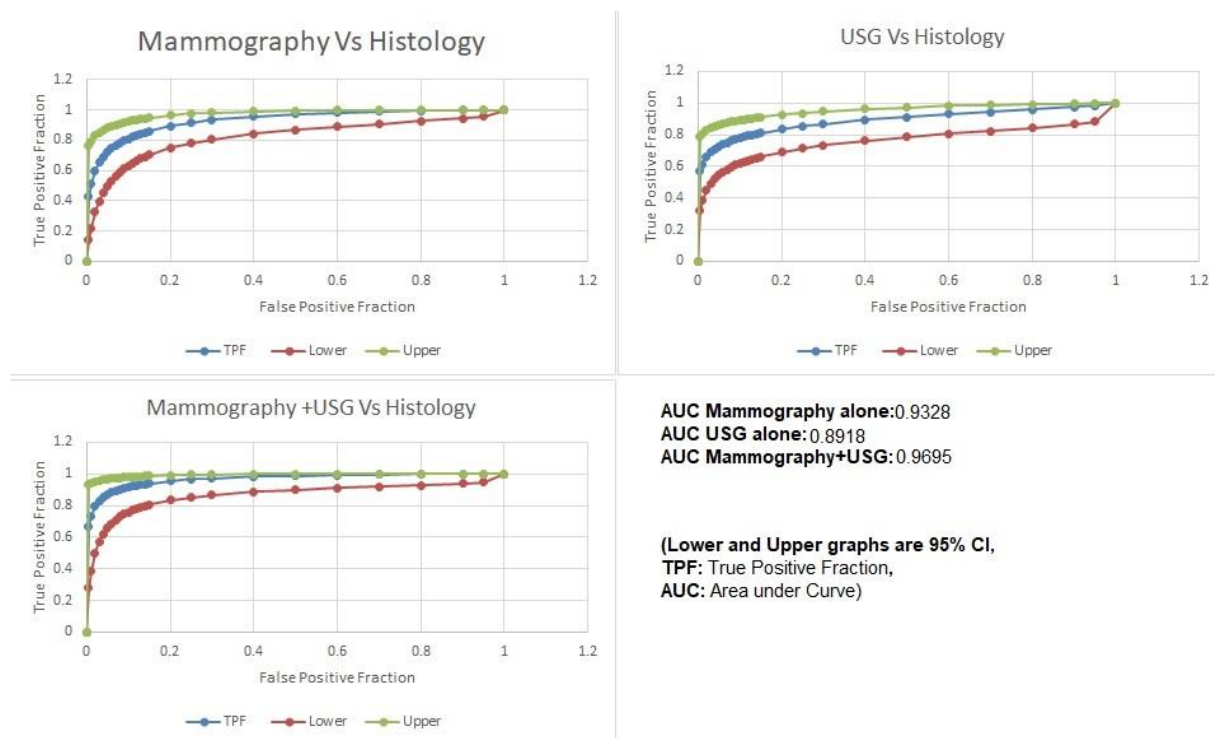 Mammography Vs Histology
True Positive Fraction
1.2
1
0.8
0.6
0.4
0.2
0
0 0.2 0.4 0.6 0.8 1 1.2
False Positive Fraction
TPF Lower Upper
USG Vs Histology
True Positive Fraction
1.2
1
0.8
0.6
0.4
0.2
0
0 0.2 0.4 0.6 0.8 1 1.2
False Positive Fraction
TPF Lower Upper
Mammography +USG Vs Histology
True Positive Fraction
1.2
1
0.8
0.6
0.4
0.2
0
0 0.2 0.4 0.6 0.8 1 1.2
False Positive Fraction
TPF Lower Upper
AUC Mammography alone:0.9328
AUC USG alone:0.8918
AUC Mammography+USG:0.9695
(Lower and Upper graphs are 95% CI,
TPF: True Positive Fraction,
AUC: Area under Curve)